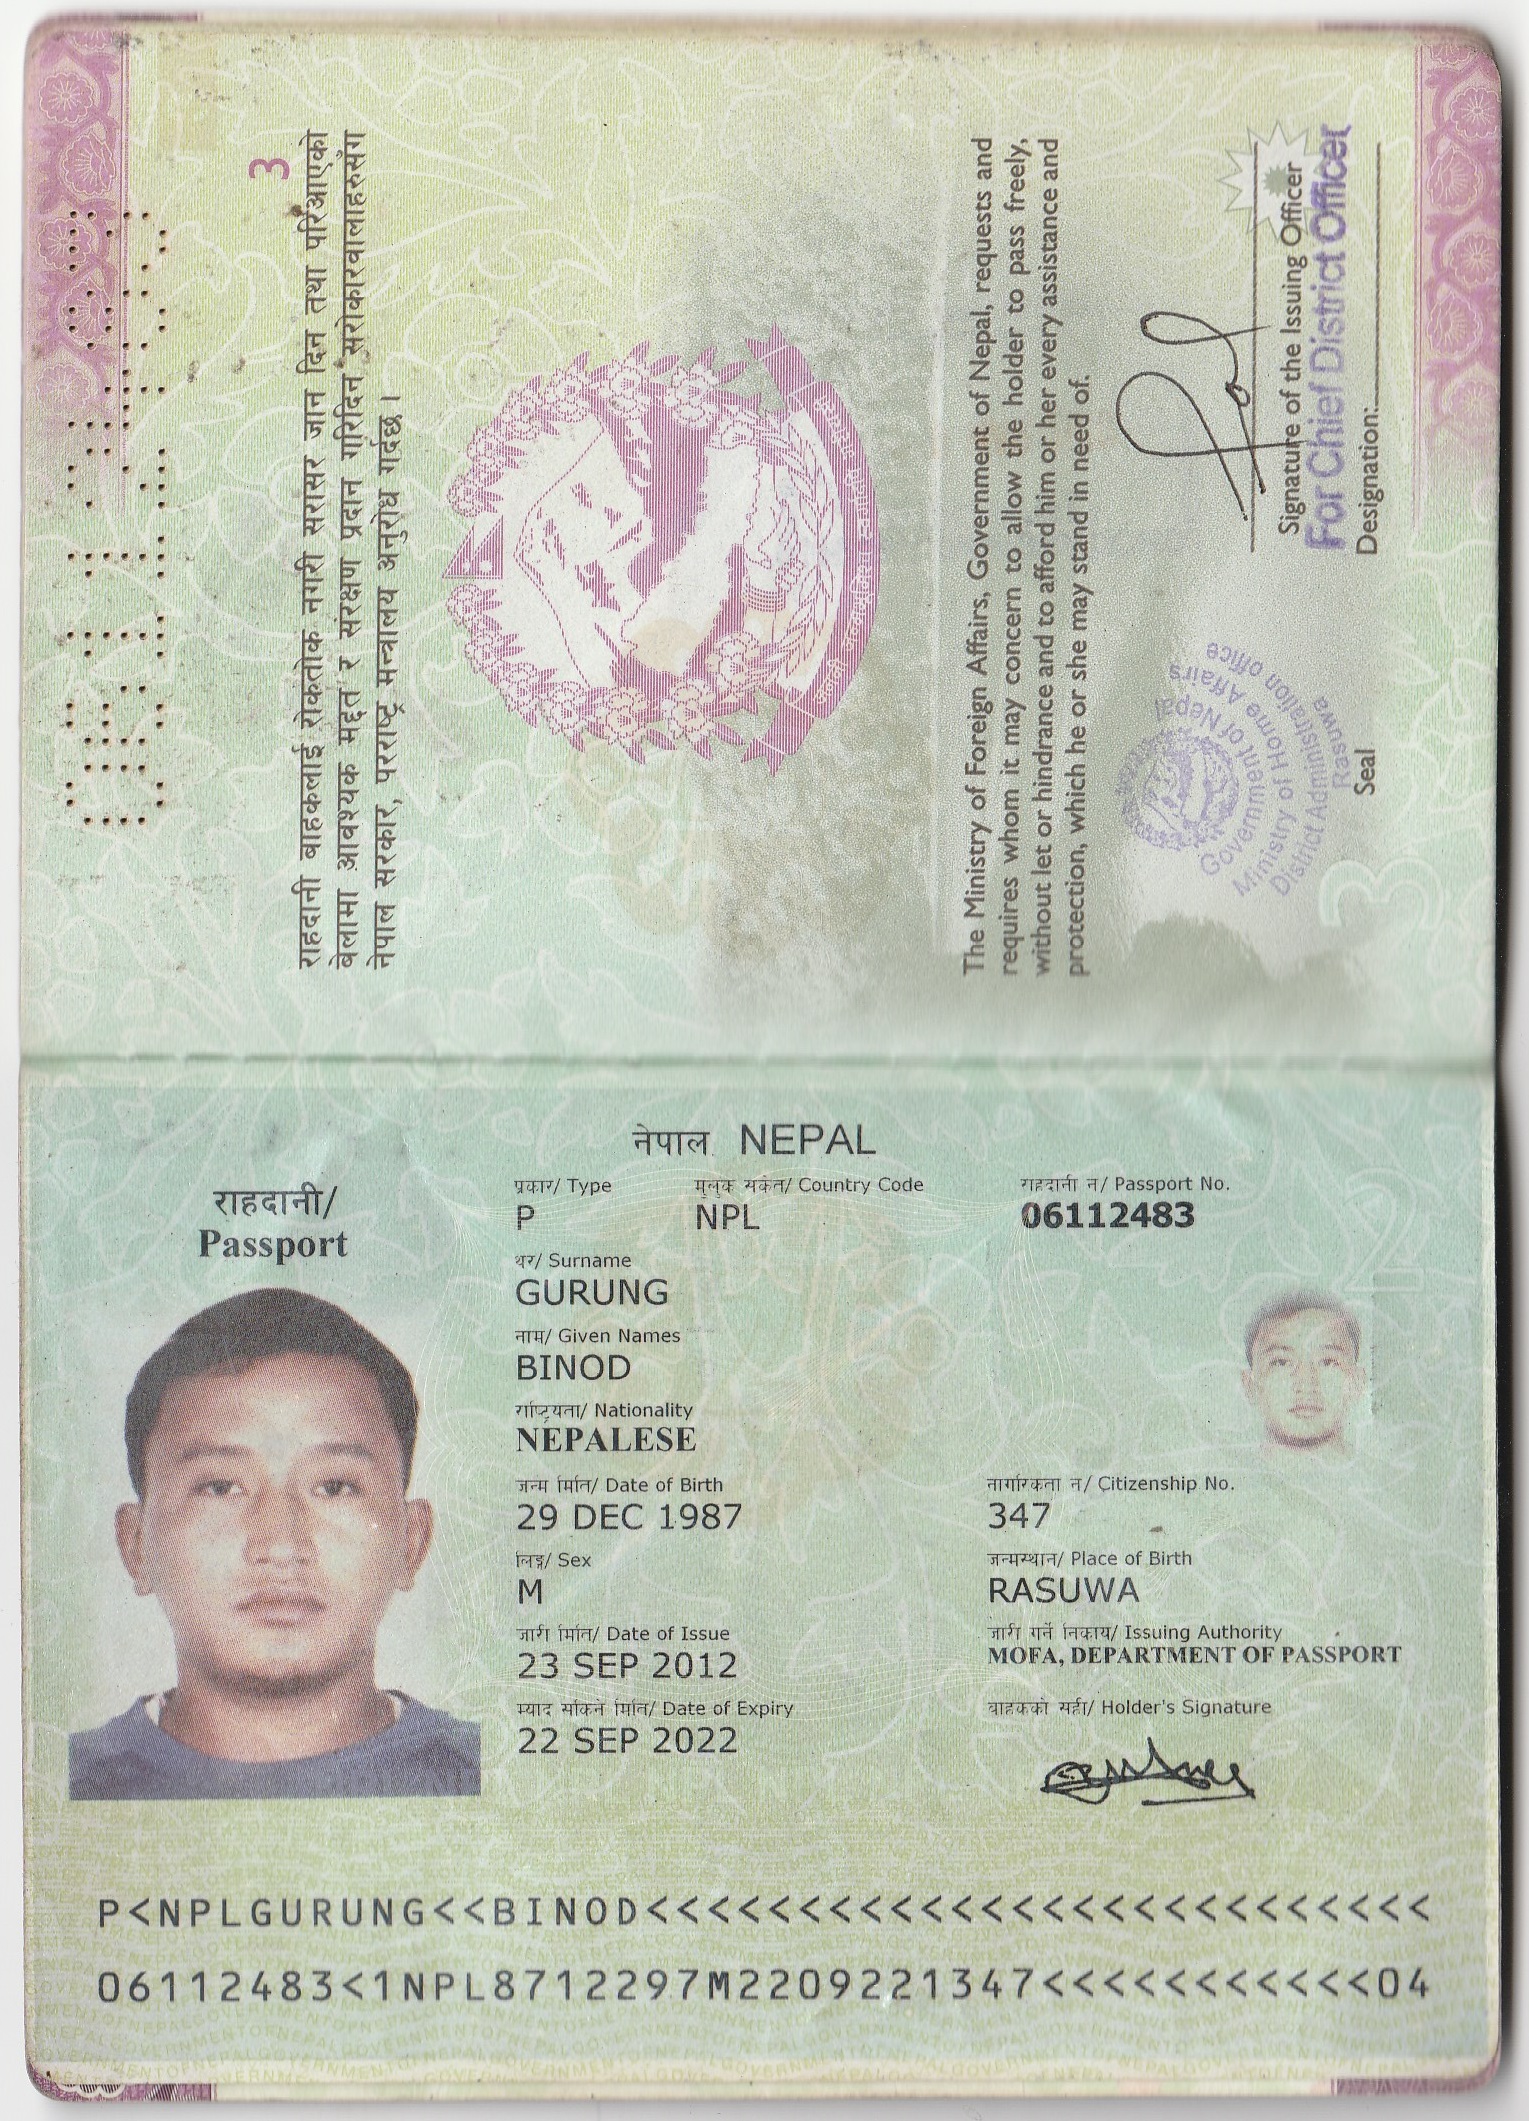 3
राहदानी बाहकलाई रोकतोक नगरी सरासर जान दिन तथा परिआएको
बेलामा आवश्यक मद्दत र संरक्षण प्रदान गरिदिन सरोकारवालाहरुसँग
नेपाल सरकार, परराष्ट्र मन्त्रालय अनुरोध गर्दछ ।
The Ministry of Foreign Affairs, Government of Nepal, requests and
requires whom it may concern to allow the holder to pass freely,
without let or hindrance and to afford him or her every assistance and
protection, which he or she may stand in need of.
Signature of the Issuing Officer
For Chief District Officer
Designation:
Government of Nepal
Ministry of Home Affairs
District Administration office
Rasuwa
Seal
3
नेपाल NEPAL
राहदानी/
Passport
प्रकार/ Type
मुलुक संकेत/ Country Code
राहदानी नं/ Passport No.
P
NPL
06112483
थर/ Surname
GURUNG
नाम/ Given Names
BINOD
राष्ट्रियता/ Nationality
NEPALESE
जन्म मिति/ Date of Birth
नागरिकता नं/ Citizenship No.
29 DEC 1987
347
लिङ्ग/ Sex
जन्मस्थान/ Place of Birth
M
RASUWA
जारी मिति/ Date of Issue
जारी गर्ने निकाय/ Issuing Authority
23 SEP 2012
MOFA, DEPARTMENT OF PASSPORT
म्याद सकिने मिति/ Date of Expiry
वाहकको सही/ Holder's Signature
22 SEP 2022
P<NPLGURUNG<<BINOD<<<<<<<<<<<<<<<<<<<<<<<<<<
06112483<1NPL8712297M2209221347<<<<<<<<<<<04